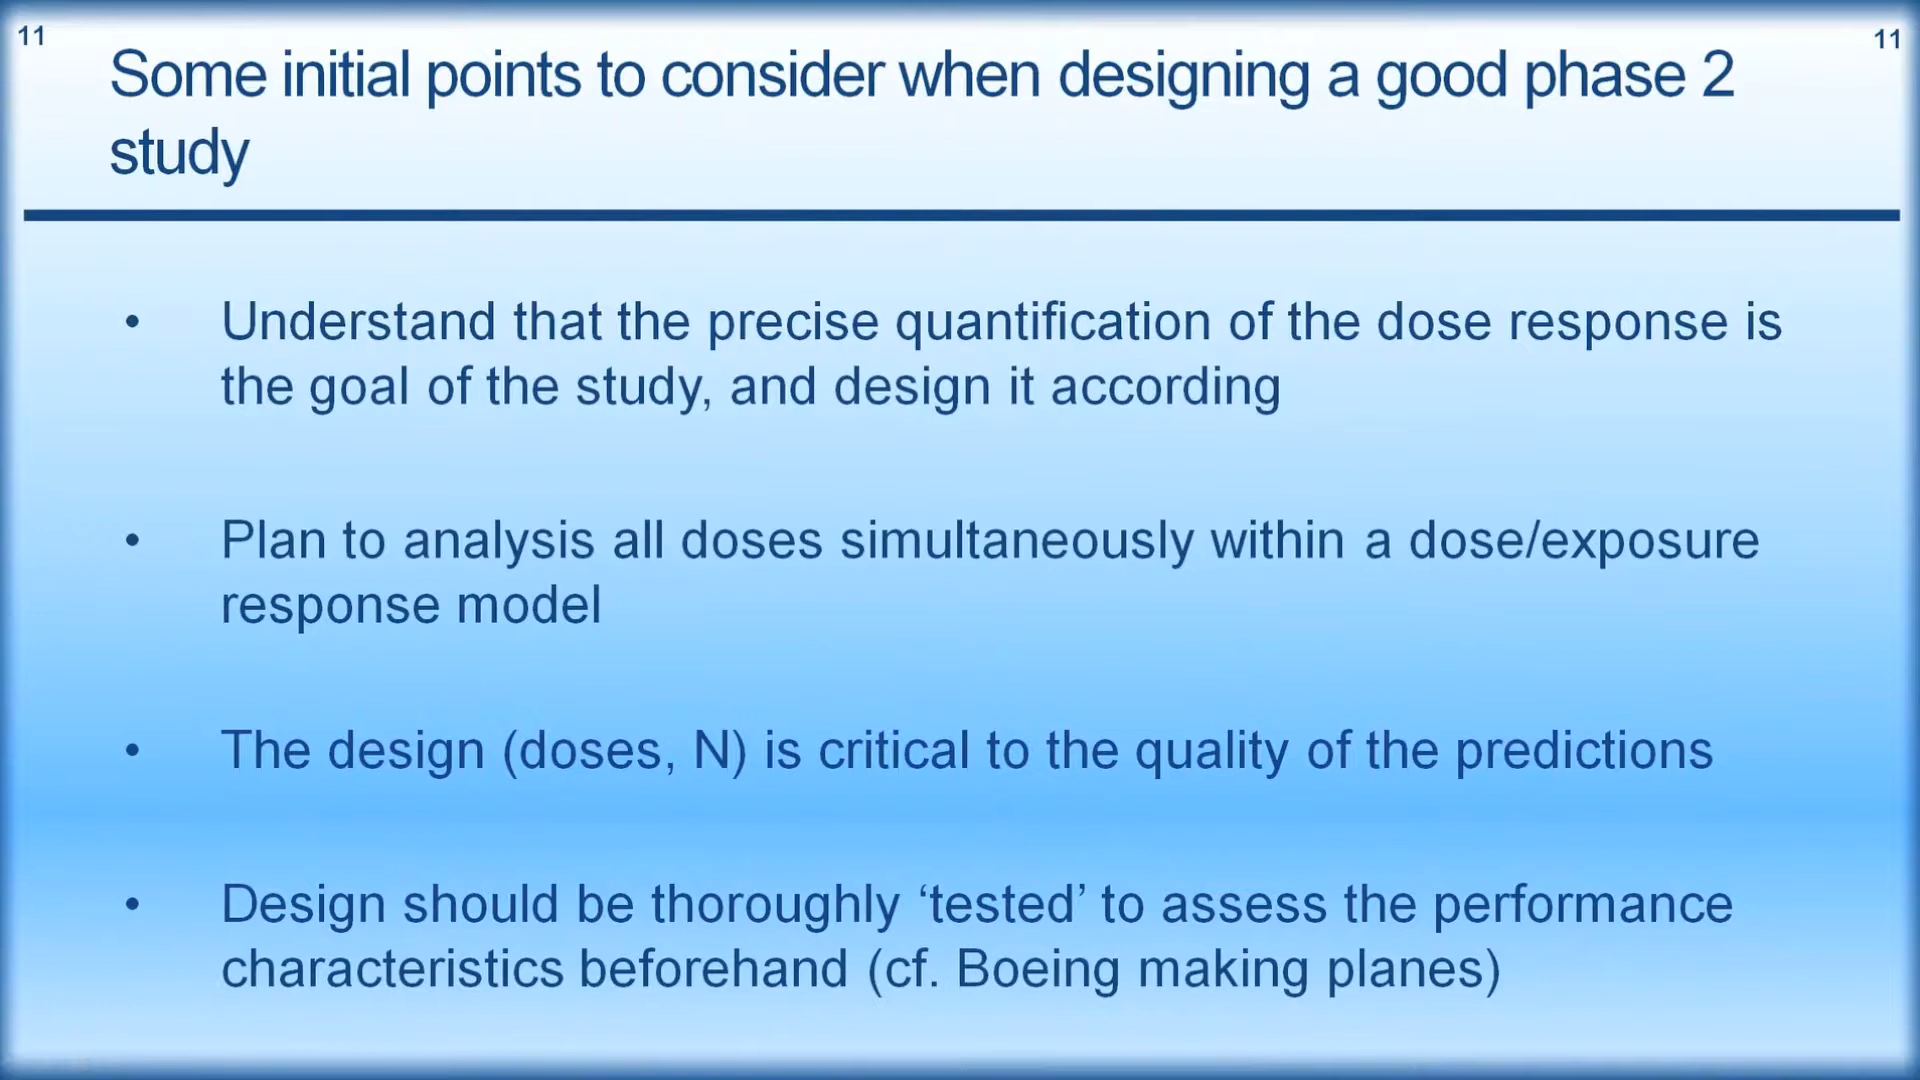 11
11
Some initial points to consider when designing a good phase 2
study
• Understand that the precise quantification of the dose response is
the goal of the study, and design it according
• Plan to analysis all doses simultaneously within a dose/exposure
response model
• The design (doses, N) is critical to the quality of the predictions
• Design should be thoroughly ‘tested’ to assess the performance
characteristics beforehand (cf. Boeing making planes)